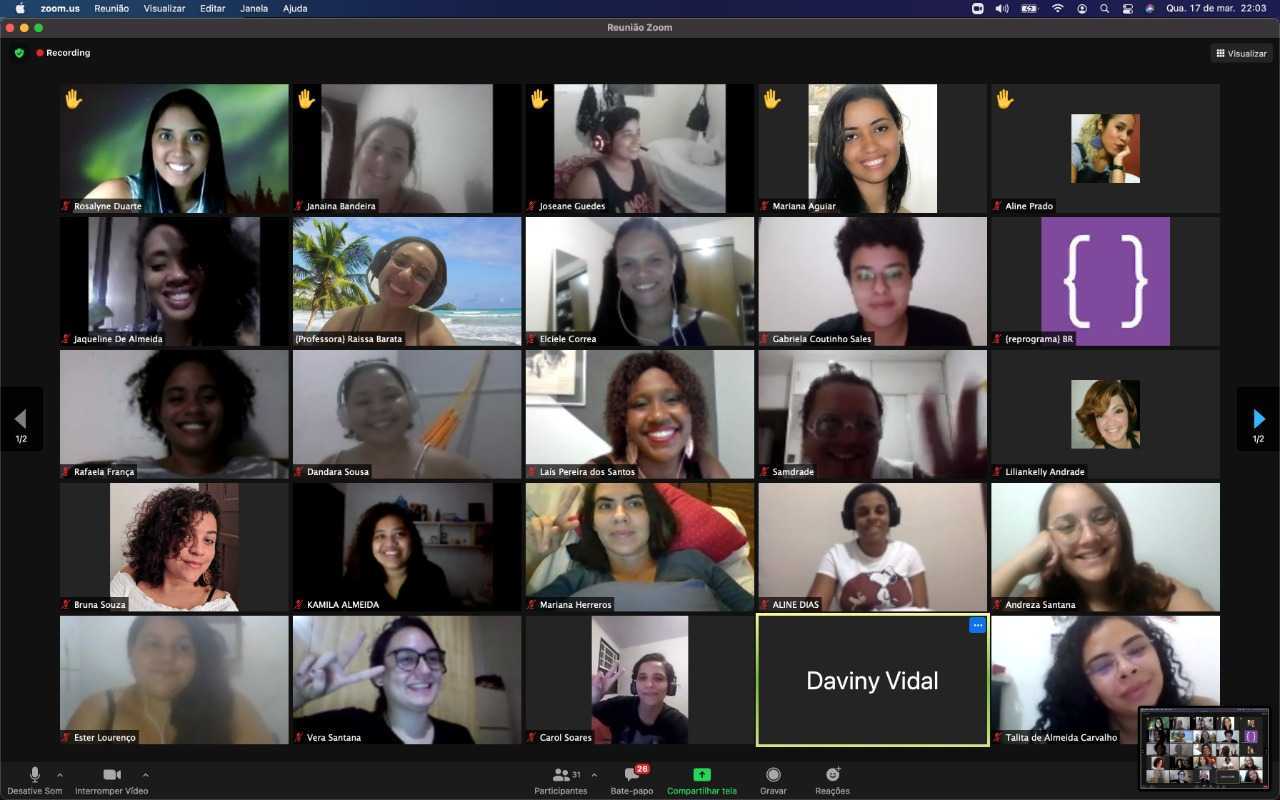 zoom.us Reunião Visualizar Editar Janela Ajuda Qua. 17 de mar. 22:03
Reunião Zoom
Recording
Visualizar
Rosalyne Duarte
Janaina Bandeira
Joseane Guedes
Mariana Aguiar
Aline Prado
Jaqueline De Almeida
(Professora) Raissa Barata
Elciele Correa
Gabriela Coutinho Sales
{ }
{reprograma} BR
Rafaela França
Dandara Sousa
Laís Pereira dos Santos
Samdrade
Liliankelly Andrade
1/2
1/2
Bruna Souza
KAMILA ALMEIDA
Mariana Herreros
ALINE DIAS
Andreza Santana
Ester Lourenço
Vera Santana
Carol Soares
Daviny Vidal
Talita de Almeida Carvalho
31
26
Desative Som
Interromper Vídeo
Participantes
Bate-papo
Compartilhar tela
Gravar
Reações